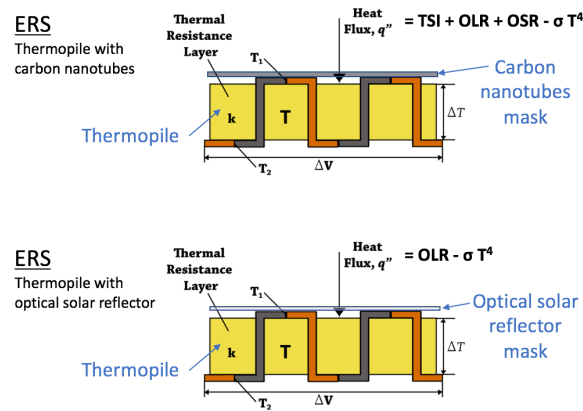 ERS
Thermopile with
carbon nanotubes
Thermal
Resistance
Layer
T₁
Heat
Flux, q”
= TSI + OLR + OSR - σ T⁴
Carbon
nanotubes
mask
Thermopile
k
T
ΔT
T₂
ΔV
ERS
Thermopile with
optical solar reflector
Thermal
Resistance
Layer
T₁
Heat
Flux, q”
= OLR - σ T⁴
Optical solar
reflector
mask
Thermopile
k
T
ΔT
T₂
ΔV